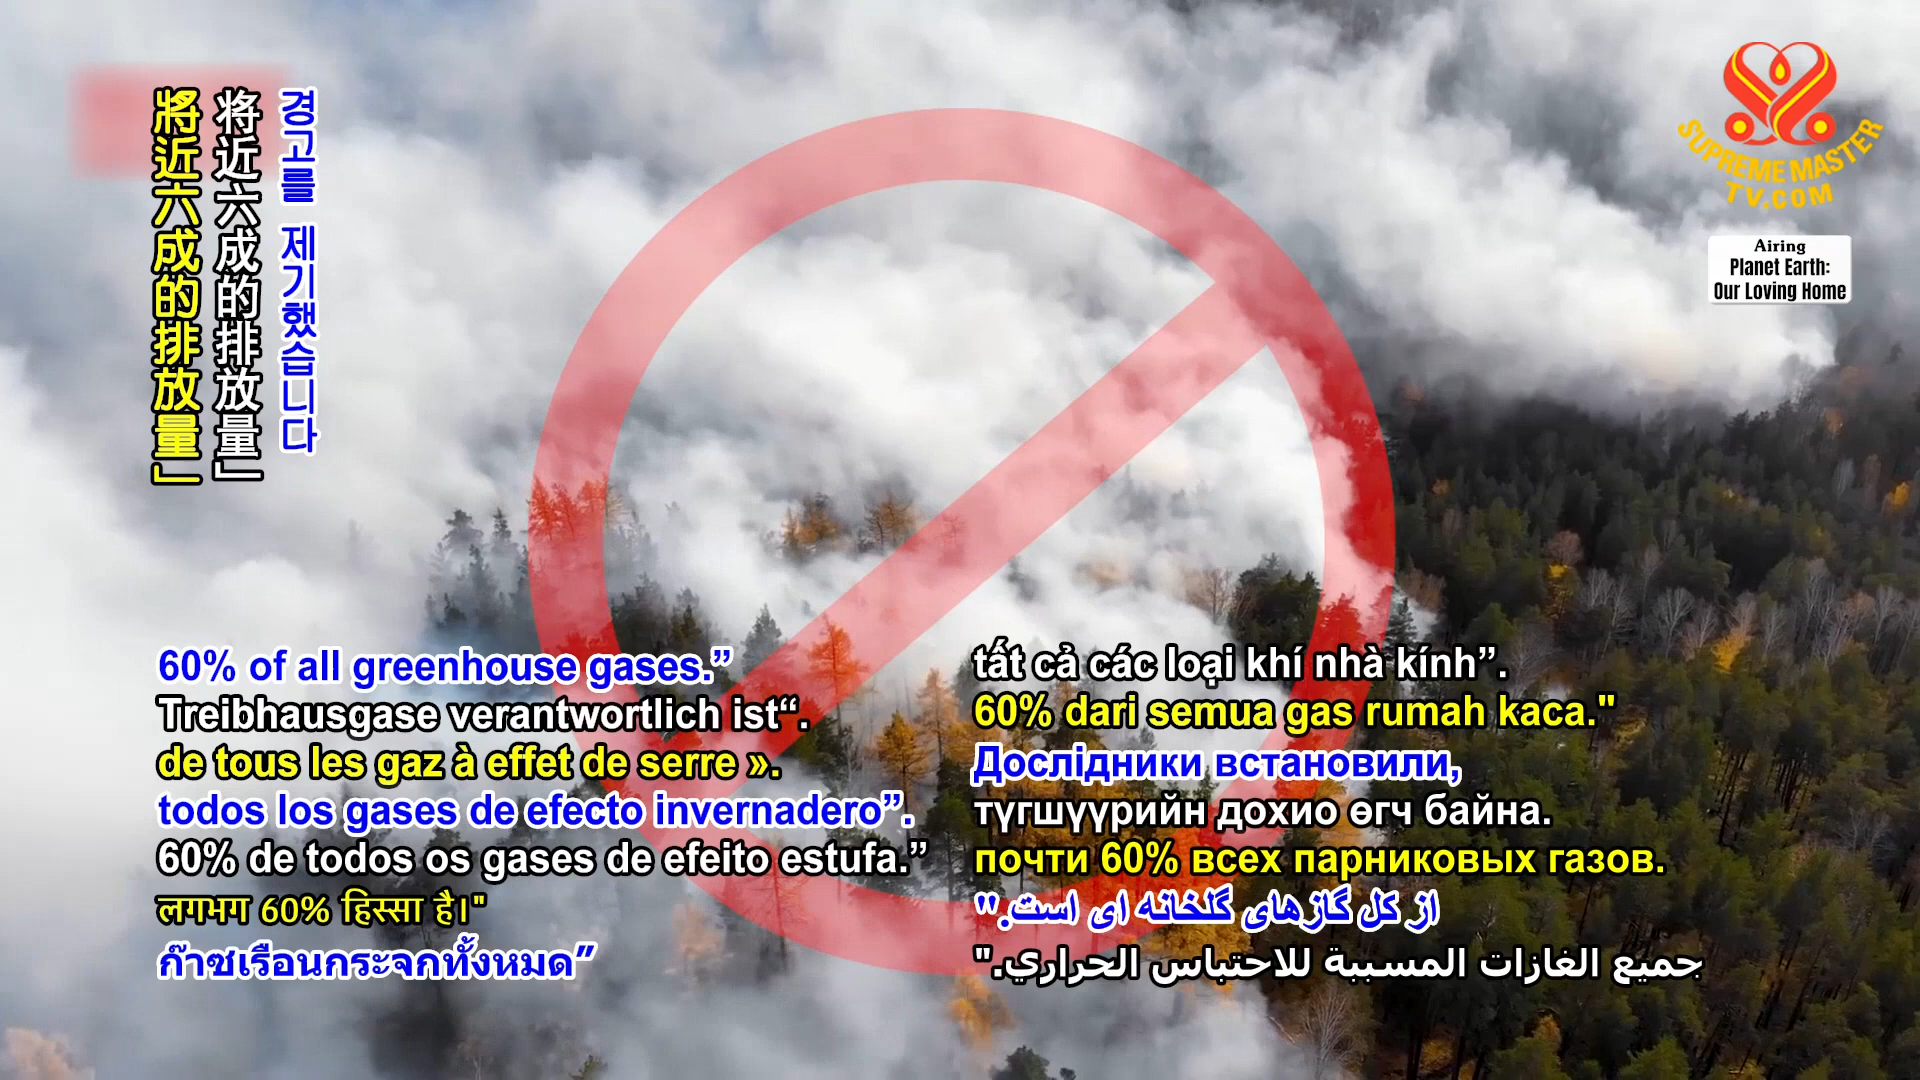 將近六成的排放量」
将近六成的排放量」
경고를 제기했습니다
SUPREME MASTER
TV.COM
Airing
Planet Earth:
Our Loving Home
60% of all greenhouse gases.”
Treibhausgase verantwortlich ist“.
de tous les gaz à effet de serre ».
todos los gases de efecto invernadero”.
60% de todos os gases de efeito estufa.”
लगभग 60% हिस्सा है।"
ก๊าซเรือนกระจกทั้งหมด”
tất cả các loại khí nhà kính”.
60% dari semua gas rumah kaca."
Дослідники встановили,
түгшүүрийн дохио өгч байна.
почти 60% всех парниковых газов.
از کل گازهای گلخانه ای است."
جميع الغازات المسببة للاحتباس الحراري."